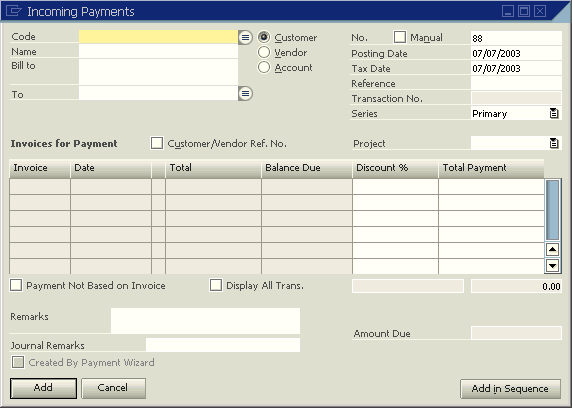 Incoming Payments
Code Customer No. Manual 88
Name Vendor Posting Date 07/07/2003
Bill to Account Tax Date 07/07/2003
Reference
To Transaction No.
Series Primary
Invoices for Payment Customer/Vendor Ref. No. Project
Invoice Date Total Balance Due Discount % Total Payment
Payment Not Based on Invoice Display All Trans. 0.00
Remarks
Amount Due
Journal Remarks
Created By Payment Wizard
Add Cancel Add in Sequence